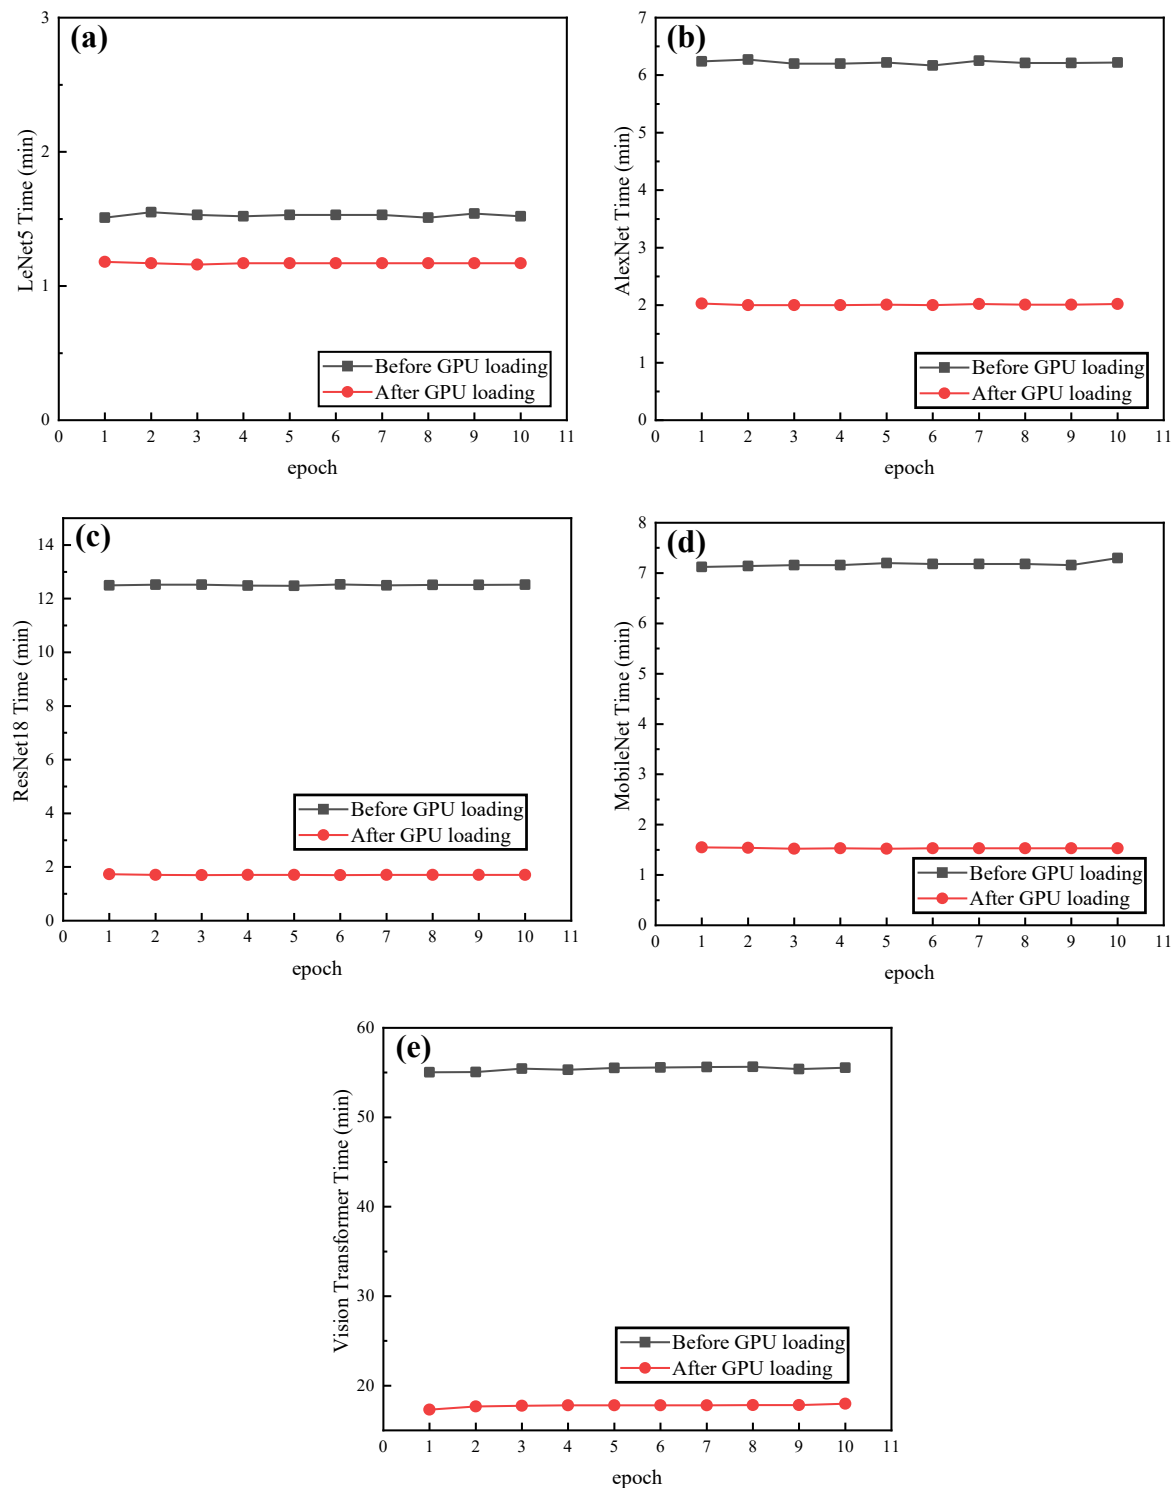 (a)
3
2
1
0
LeNet5 Time (min)
Before GPU loading
After GPU loading
0 1 2 3 4 5 6 7 8 9 10 11
epoch
(b)
7
6
5
4
3
2
1
0
AlexNet Time (min)
Before GPU loading
After GPU loading
0 1 2 3 4 5 6 7 8 9 10 11
epoch
(c)
14
12
10
8
6
4
2
0
ResNet18 Time (min)
Before GPU loading
After GPU loading
0 1 2 3 4 5 6 7 8 9 10 11
epoch
(d)
8
7
6
5
4
3
2
1
0
MobileNet Time (min)
Before GPU loading
After GPU loading
0 1 2 3 4 5 6 7 8 9 10 11
epoch
(e)
60
50
40
30
20
Vision Transformer Time (min)
Before GPU loading
After GPU loading
0 1 2 3 4 5 6 7 8 9 10 11
epoch